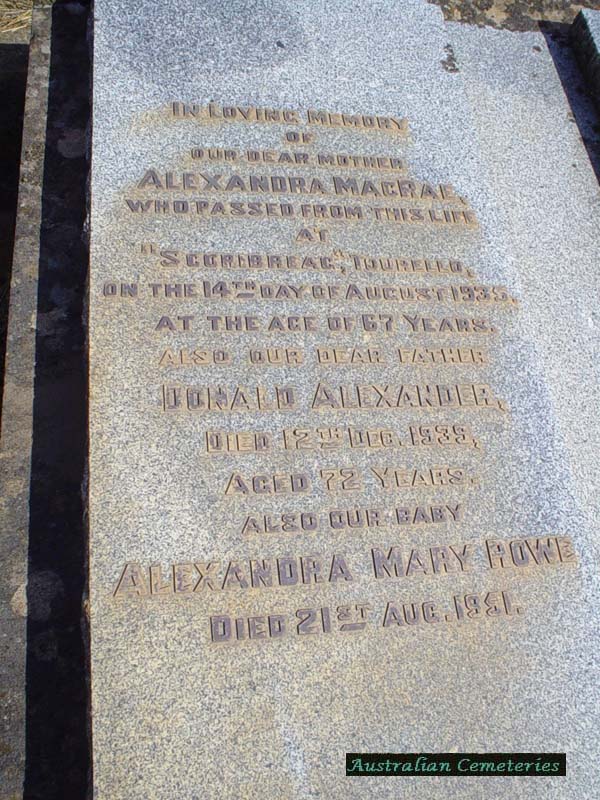 IN LOVING MEMORY
OF
OUR DEAR MOTHER
ALEXANDRA MACRAE,
WHO PASSED FROM THIS LIFE
AT
"SCORIBREAC", TOURELLO,
ON THE 14TH DAY OF AUGUST 1935,
AT THE AGE OF 67 YEARS.
ALSO OUR DEAR FATHER
DONALD ALEXANDER,
DIED 12TH DEC. 1939,
AGED 72 YEARS.
ALSO OUR BABY
ALEXANDRA MARY ROWE
DIED 21ST AUG. 1951.
Australian Cemeteries